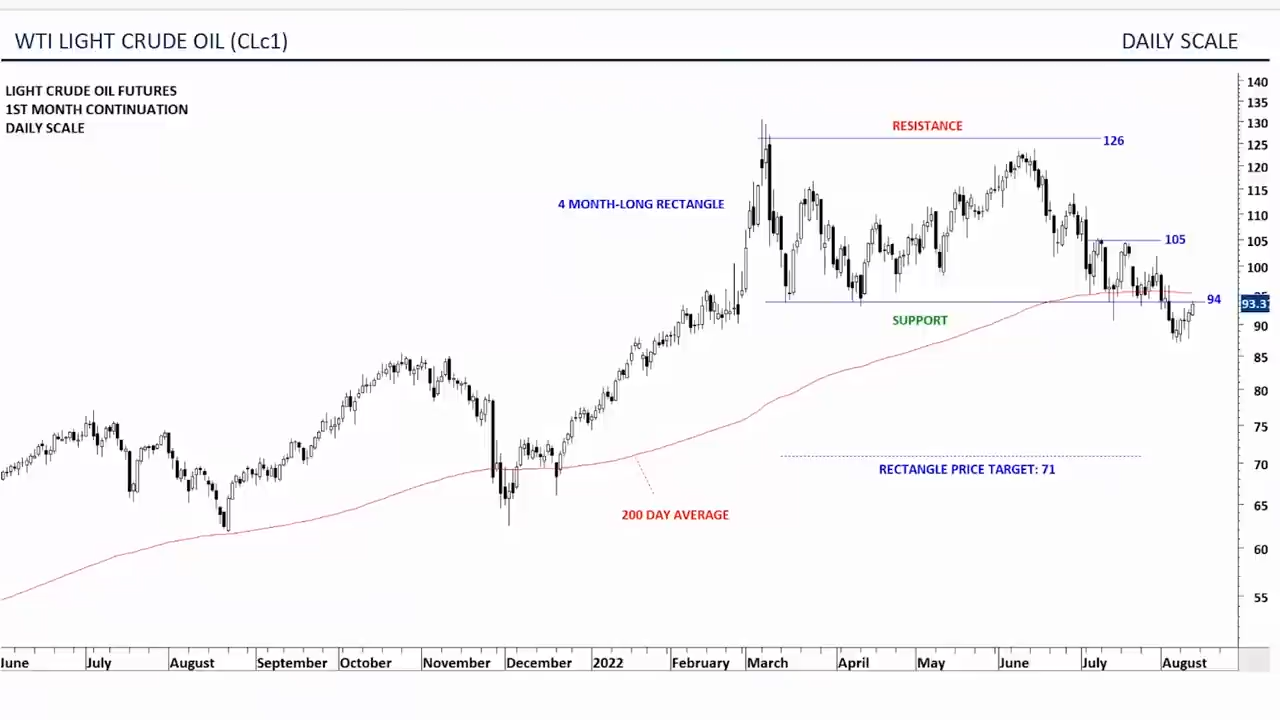 WTI LIGHT CRUDE OIL (CLc1)
DAILY SCALE
LIGHT CRUDE OIL FUTURES
1ST MONTH CONTINUATION
DAILY SCALE
140
135
130
125
120
115
110
105
100
95
93.3
90
85
80
75
70
65
60
55
RESISTANCE
126
4 MONTH-LONG RECTANGLE
105
94
SUPPORT
RECTANGLE PRICE TARGET: 71
200 DAY AVERAGE
June July August September October November December 2022 February March April May June July August